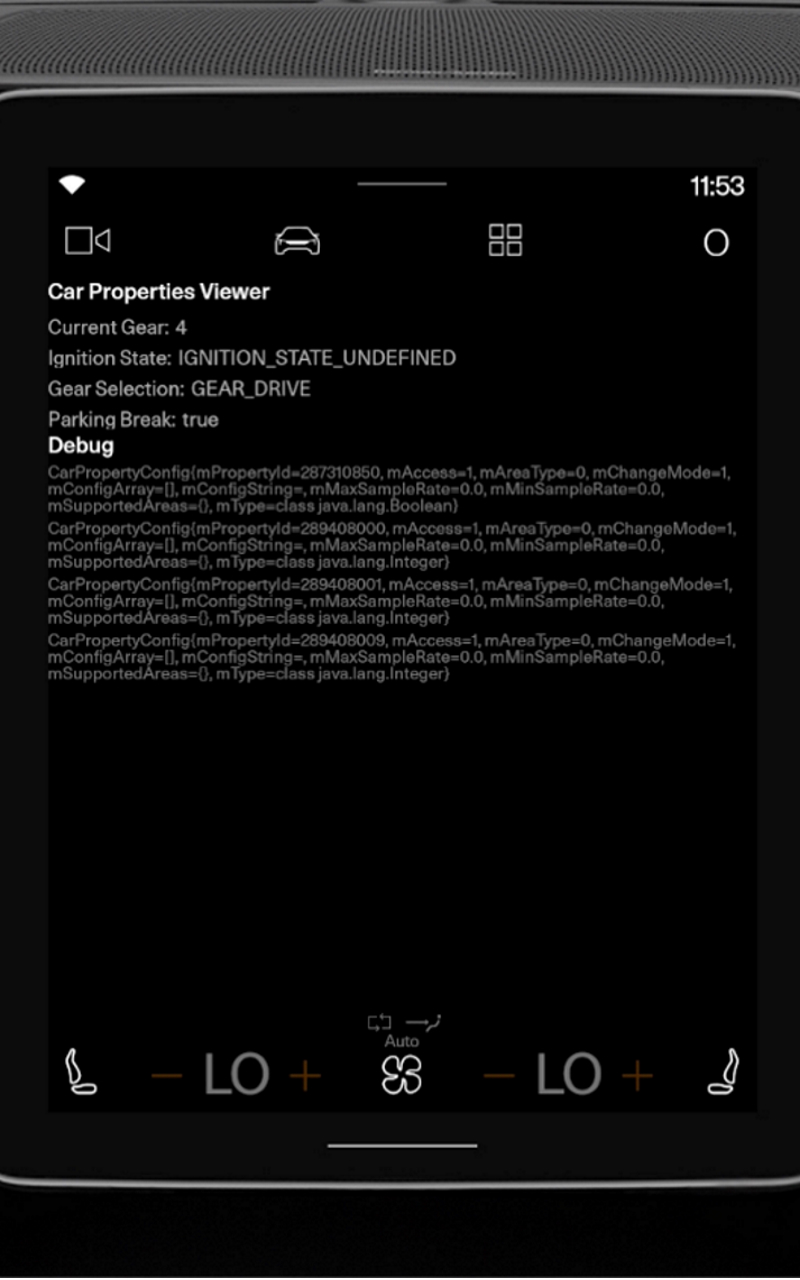 11:53
Car Properties Viewer
Current Gear: 4
Ignition State: IGNITION_STATE_UNDEFINED
Gear Selection: GEAR_DRIVE
Parking Break: true
Debug
CarPropertyConfig{mPropertyId=287310850, mAccess=1, mAreaType=0, mChangeMode=1,
mConfigArray=[], mConfigString=, mMaxSampleRate=0.0, mMinSampleRate=0.0,
mSupportedAreas={}, mType=class java.lang.Boolean}
CarPropertyConfig{mPropertyId=289408000, mAccess=1, mAreaType=0, mChangeMode=1,
mConfigArray=[], mConfigString=, mMaxSampleRate=0.0, mMinSampleRate=0.0,
mSupportedAreas={}, mType=class java.lang.Integer}
CarPropertyConfig{mPropertyId=289408001, mAccess=1, mAreaType=0, mChangeMode=1,
mConfigArray=[], mConfigString=, mMaxSampleRate=0.0, mMinSampleRate=0.0,
mSupportedAreas={}, mType=class java.lang.Integer}
CarPropertyConfig{mPropertyId=289408009, mAccess=1, mAreaType=0, mChangeMode=1,
mConfigArray=[], mConfigString=, mMaxSampleRate=0.0, mMinSampleRate=0.0,
mSupportedAreas={}, mType=class java.lang.Integer}
Auto
− LO + − LO +